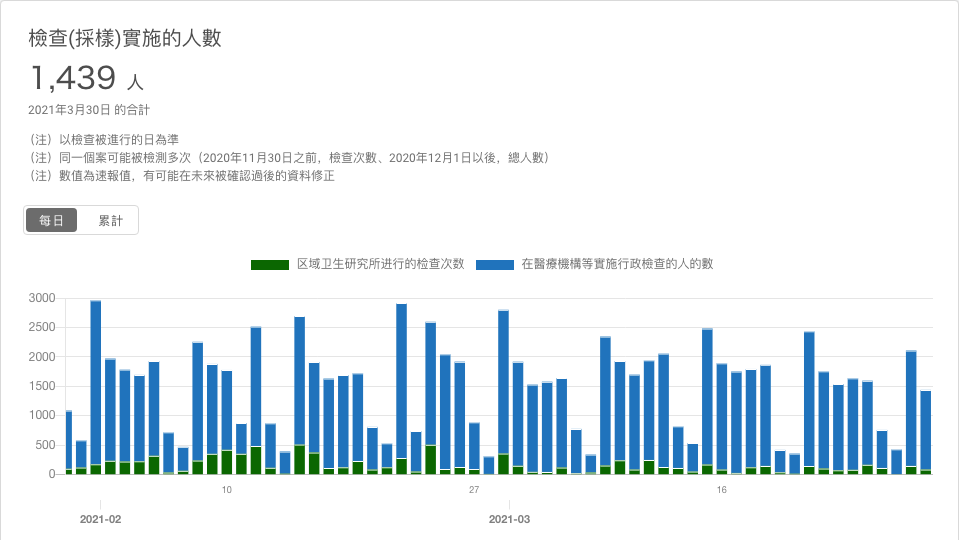 檢查(採樣)實施的人數
1,439 人
2021年3月30日 的合計
（注）以檢查被進行的日為準
（注）同一個案可能被檢測多次（2020年11月30日之前，檢查次數、2020年12月1日以後，總人數）
（注）數值為速報值，有可能在未來被確認過後的資料修正
每日 累計
区域卫生研究所进行的检查次数 在醫療機構等實施行政檢查的人的數
3000
2500
2000
1500
1000
500
0
10 27 16
2021-02 2021-03